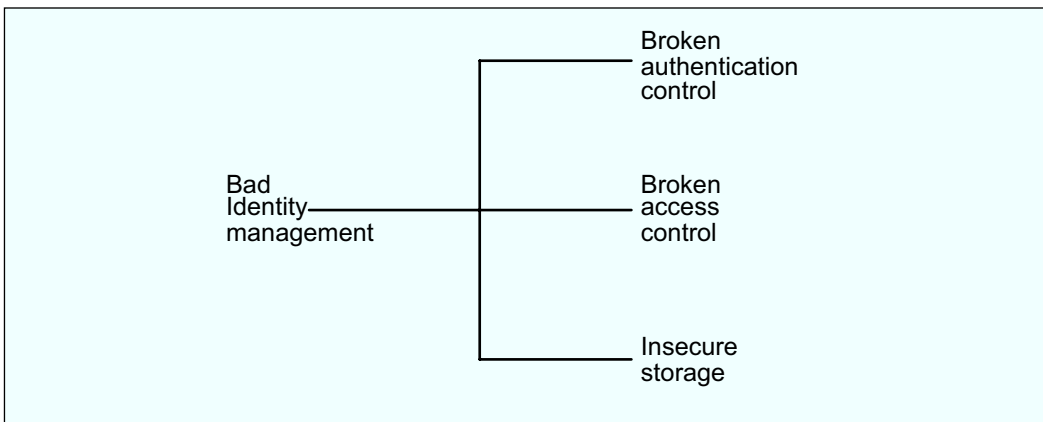 Broken
authentication
control
Bad
Identity
management
Broken
access
control
Insecure
storage